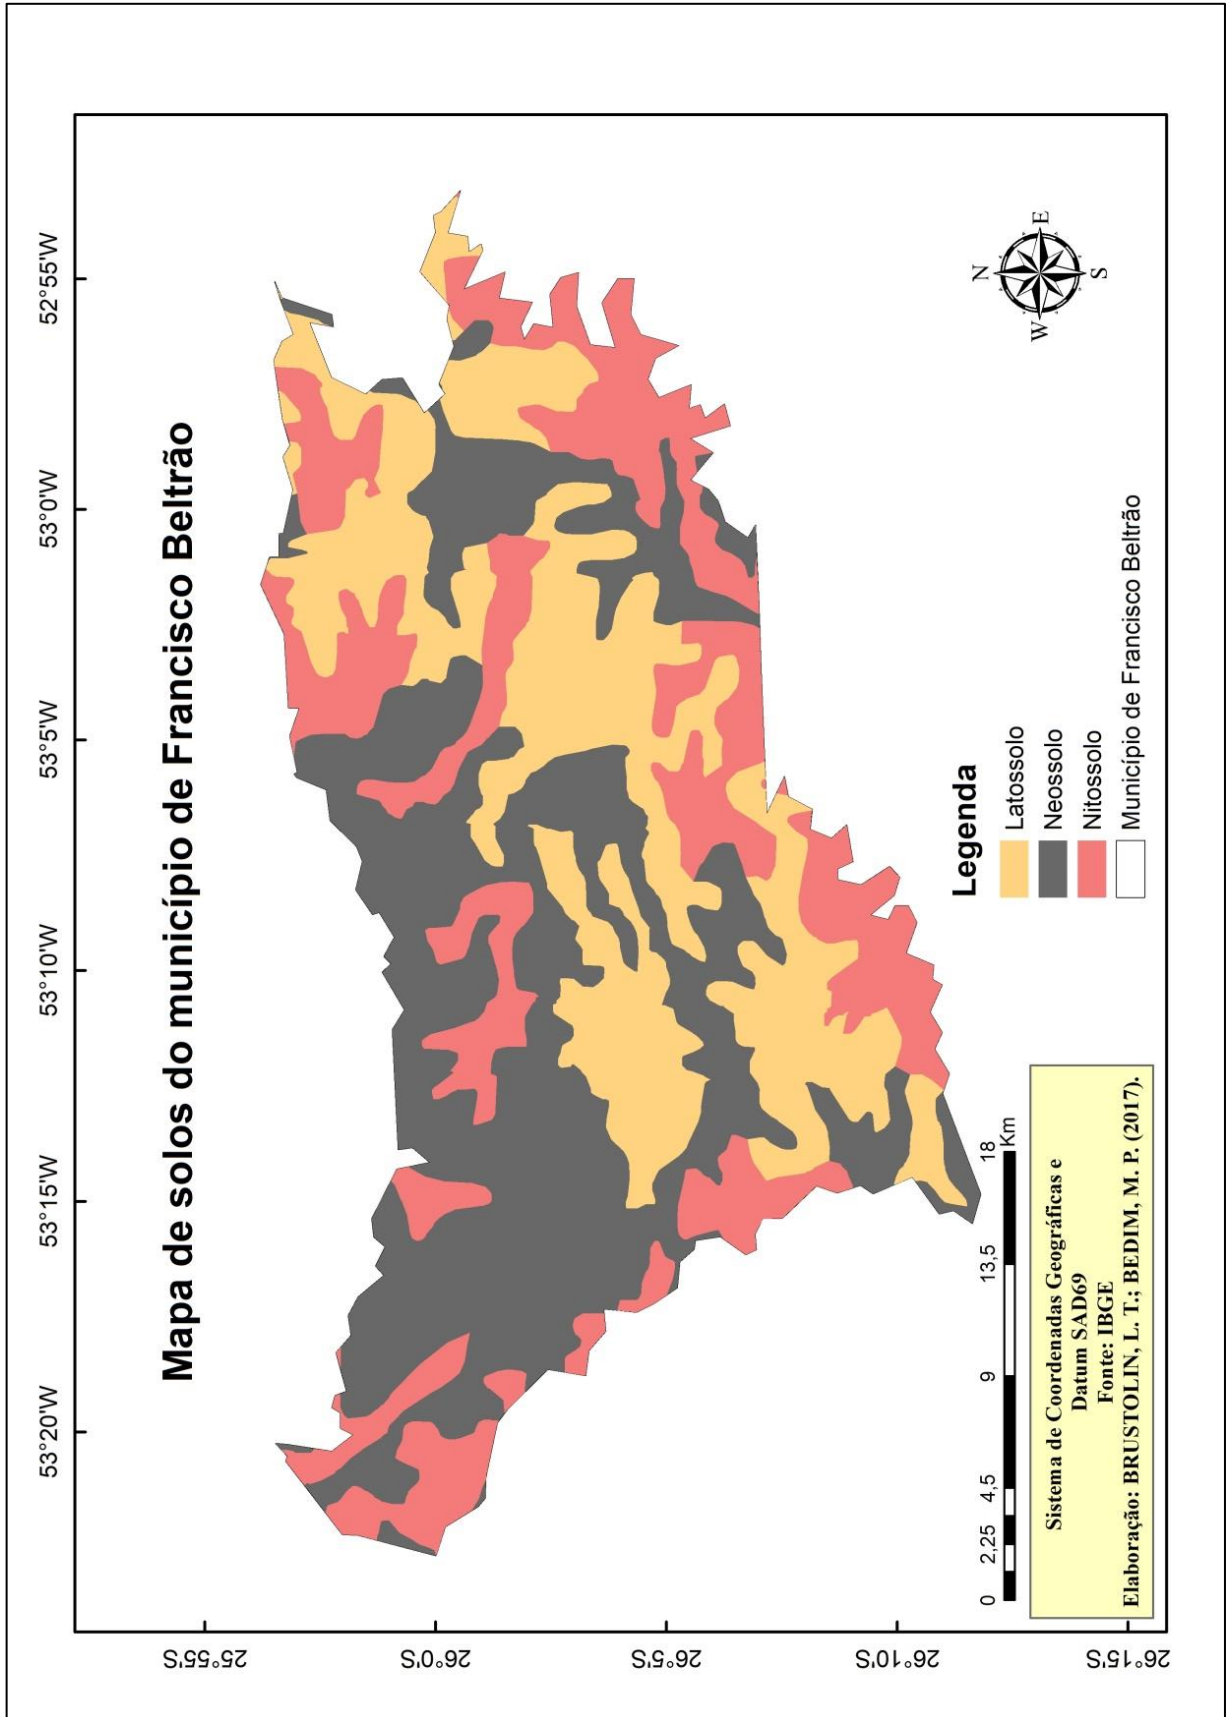 Mapa de solos do município de Francisco Beltrão
53°20'W
53°15'W
53°10'W
53°5'W
53°0'W
52°55'W
25°55'S
26°0'S
26°5'S
26°10'S
26°15'S
N
W
E
S
Legenda
Latossolo
Neossolo
Nitossolo
Município de Francisco Beltrão
0 2,25 4,5 9 13,5 18
Km
Sistema de Coordenadas Geográficas e
Datum SAD69
Fonte: IBGE
Elaboração: BRUSTOLIN, L. T.; BEDIM, M. P. (2017).